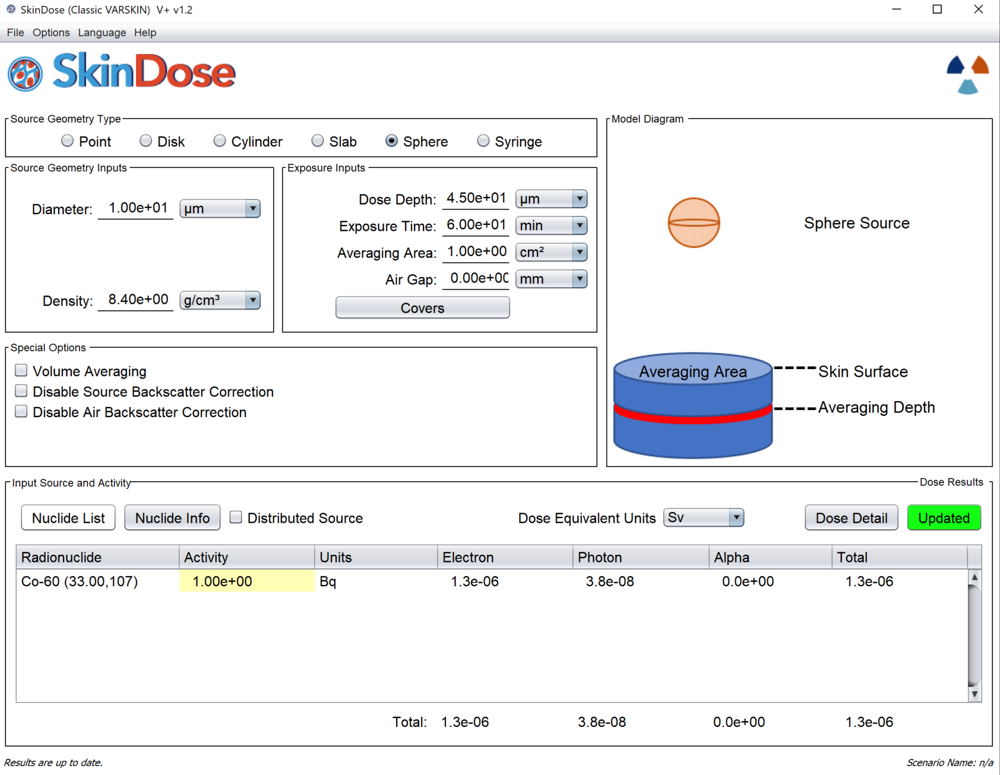 SkinDose (Classic VARSKIN) V+ v1.2
File Options Language Help
SkinDose
Source Geometry Type
Point Disk Cylinder Slab Sphere Syringe
Source Geometry Inputs
Diameter: 1.00e+01 μm
Density: 8.40e+00 g/cm³
Exposure Inputs
Dose Depth: 4.50e+01 μm
Exposure Time: 6.00e+01 min
Averaging Area: 1.00e+00 cm²
Air Gap: 0.00e+00 mm
Covers
Special Options
Volume Averaging
Disable Source Backscatter Correction
Disable Air Backscatter Correction
Model Diagram
Sphere Source
Averaging Area
Skin Surface
Averaging Depth
Input Source and Activity Dose Results
Nuclide List Nuclide Info Distributed Source Dose Equivalent Units Sv Dose Detail Updated
Radionuclide Activity Units Electron Photon Alpha Total
Co-60 (33.00,107) 1.00e+00 Bq 1.3e-06 3.8e-08 0.0e+00 1.3e-06
Total: 1.3e-06 3.8e-08 0.0e+00 1.3e-06
Results are up to date. Scenario Name: n/a